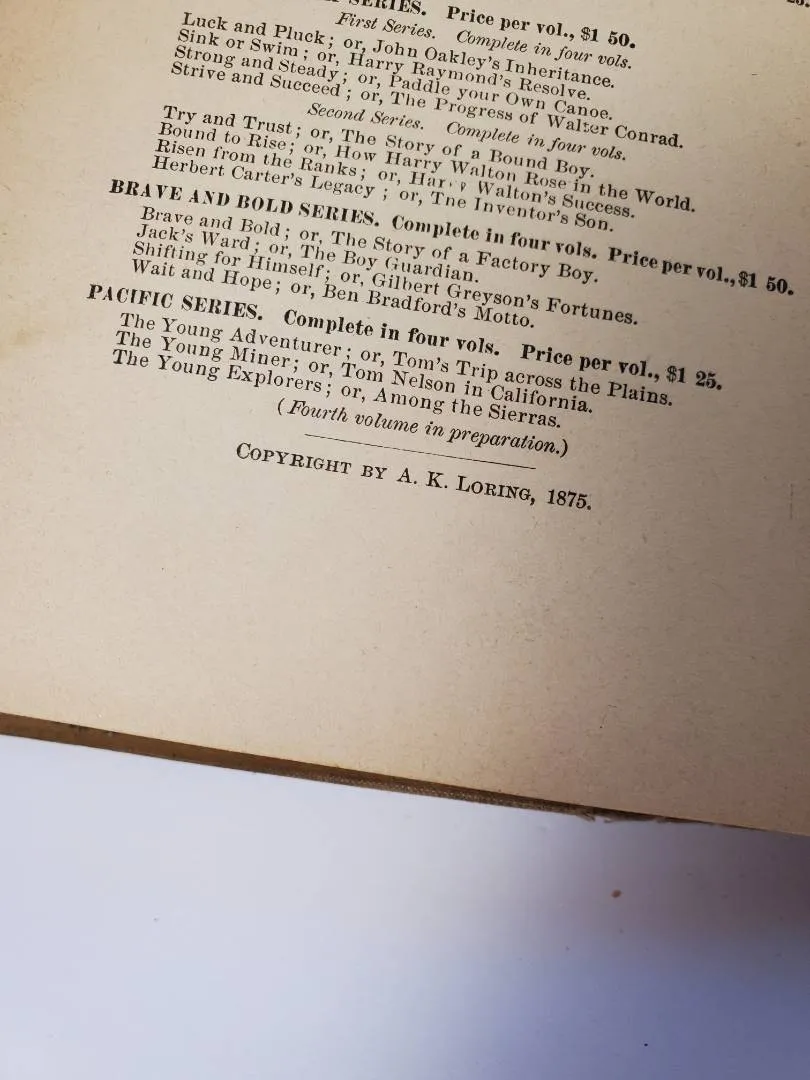 SERIES. Price per vol., $1 50.
First Series. Complete in four vols.
Luck and Pluck; or, John Oakley's Inheritance.
Sink or Swim; or, Harry Raymond's Resolve.
Strong and Steady; or, Paddle your Own Canoe.
Strive and Succeed; or, The Progress of Walter Conrad.
Second Series. Complete in four vols.
Try and Trust; or, The Story of a Bound Boy.
Bound to Rise; or, How Harry Walton Rose in the World.
Risen from the Ranks; or, Har Walton's Success.
Herbert Carter's Legacy; or, The Inventor's Son.
BRAVE AND BOLD SERIES. Complete in four vols. Price per vol., $1 50.
Brave and Bold; or, The Story of a Factory Boy.
Jack's Ward; or, The Boy Guardian.
Shifting for Himself; or, Gilbert Greyson's Fortunes.
Wait and Hope; or, Ben Bradford's Motto.
PACIFIC SERIES. Complete in four vols. Price per vol., $1 25.
The Young Adventurer; or, Tom's Trip across the Plains.
The Young Miner; or, Tom Nelson in California.
The Young Explorers; or, Among the Sierras.
(Fourth volume in preparation.)
COPYRIGHT BY A. K. LORING, 1875.